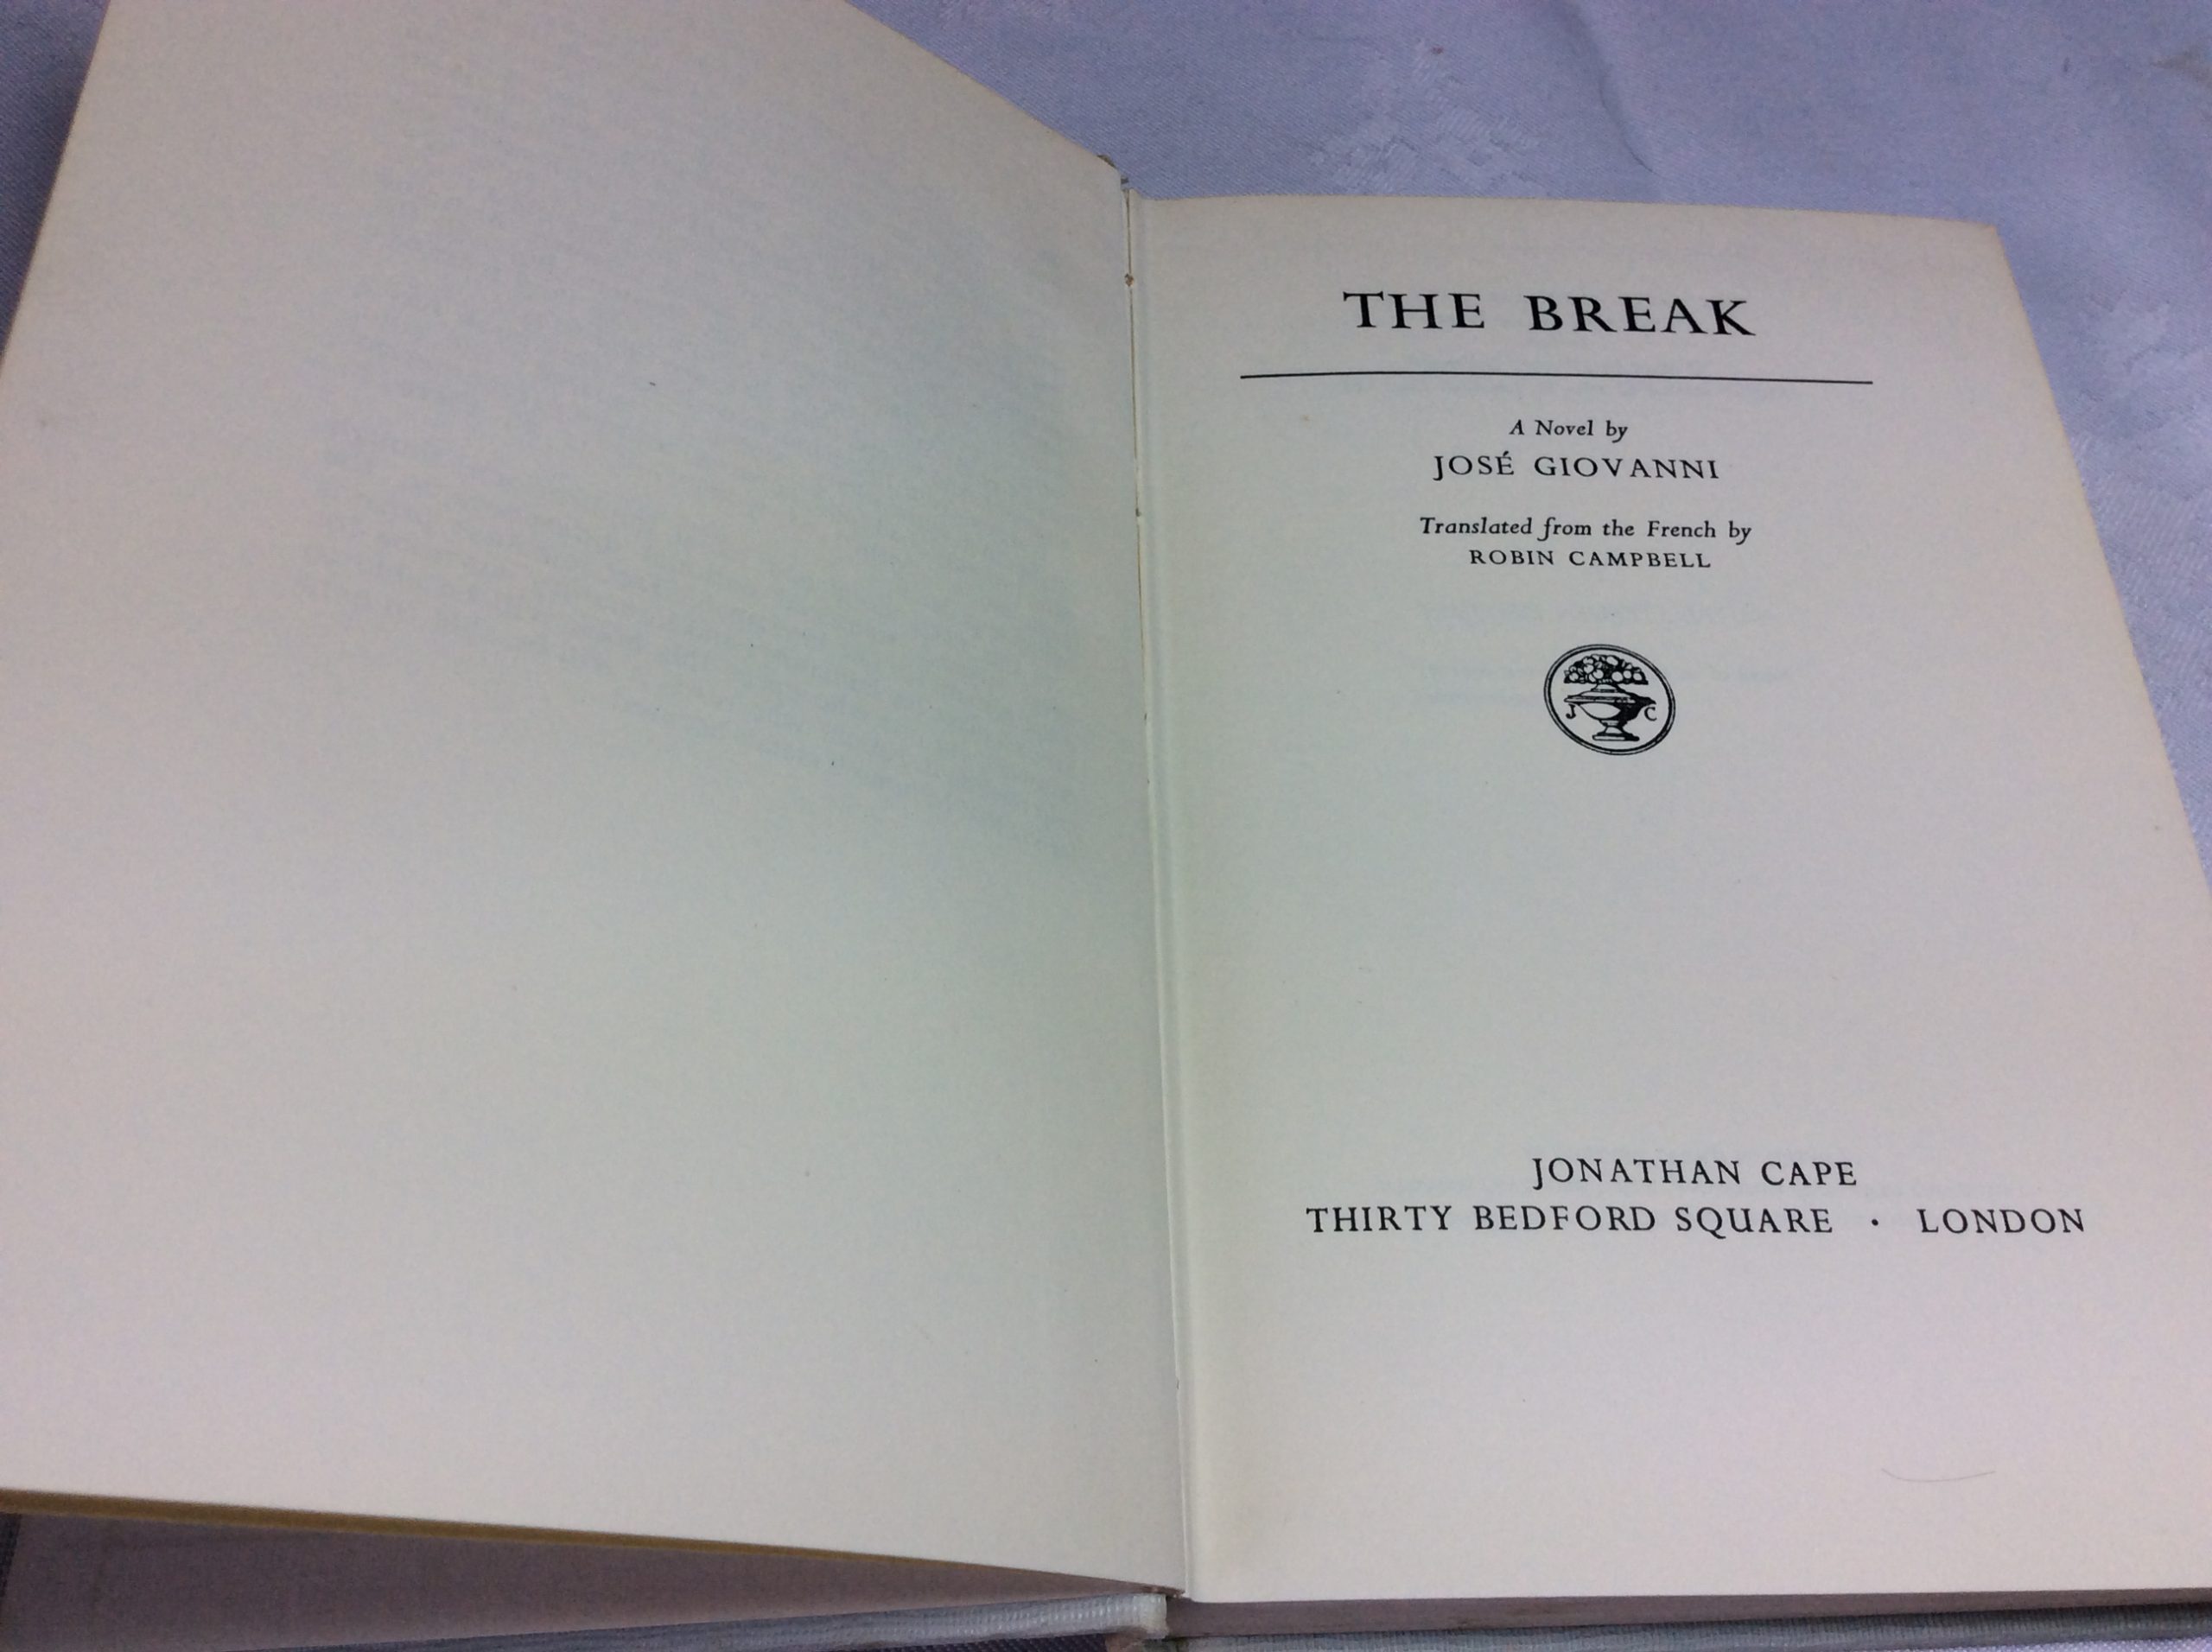 THE BREAK
A Novel by
JOSÉ GIOVANNI
Translated from the French by
ROBIN CAMPBELL
J C
JONATHAN CAPE
THIRTY BEDFORD SQUARE · LONDON